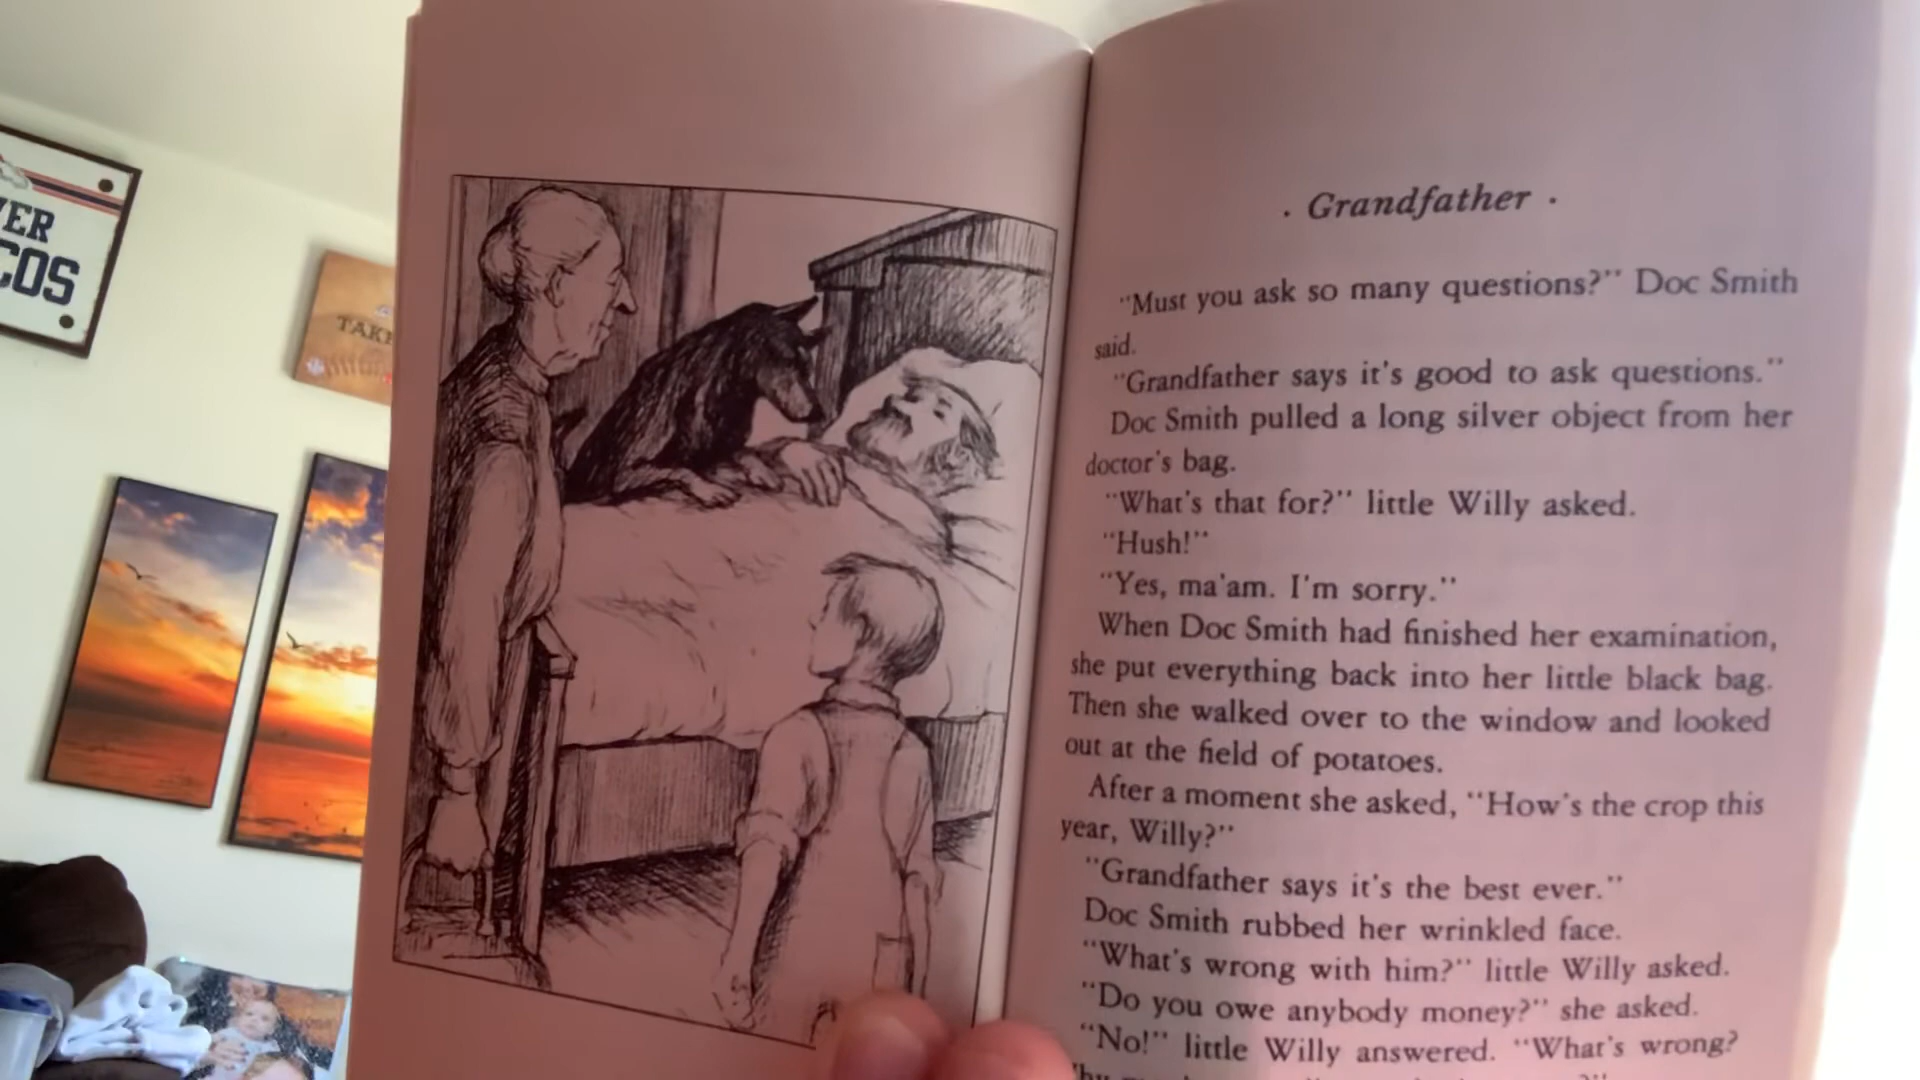 COS
TAKE
· Grandfather ·
"Must you ask so many questions?" Doc Smith
said.
"Grandfather says it's good to ask questions."
Doc Smith pulled a long silver object from her
doctor's bag.
"What's that for?" little Willy asked.
"Hush!"
"Yes, ma'am. I'm sorry."
When Doc Smith had finished her examination,
she put everything back into her little black bag.
Then she walked over to the window and looked
out at the field of potatoes.
After a moment she asked, "How's the crop this
year, Willy?"
"Grandfather says it's the best ever."
Doc Smith rubbed her wrinkled face.
"What's wrong with him?" little Willy asked.
"Do you owe anybody money?" she asked.
"No!" little Willy answered. "What's wrong?